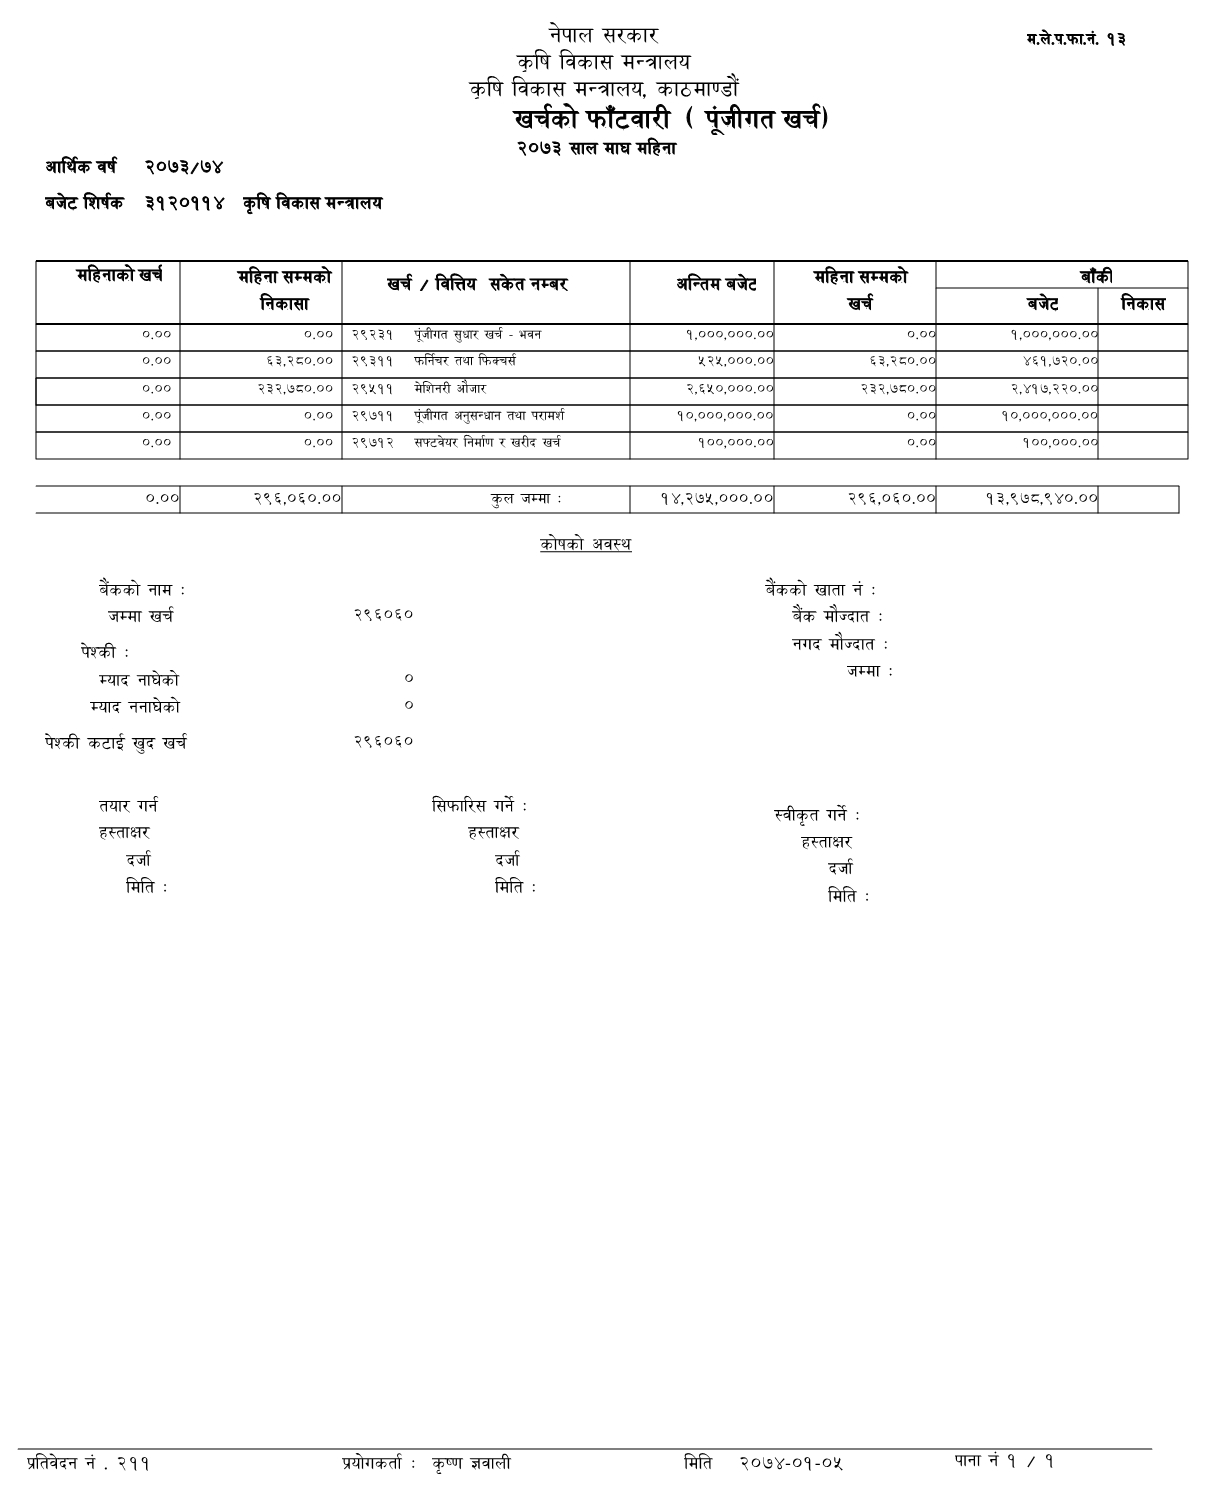 नेपाल सरकार
म.ले.प.फा.नं. १३
कृषि विकास मन्त्रालय
कृषि विकास मन्त्रालय, काठमाण्डौं
खर्चको फाँटवारी ( पूंजीगत खर्च)
२०७३ साल माघ महिना
आर्थिक वर्ष २०७३/७४
बजेट शिर्षक ३१२०११४ कृषि विकास मन्त्रालय
महिनाको खर्च महिना सम्मको निकासा खर्च / वित्तिय सकेत नम्बर अन्तिम बजेट महिना सम्मको खर्च बाँकी बजेट निकास
०.०० ०.०० २९२३१ पूंजीगत सुधार खर्च - भवन १,०००,०००.०० ०.०० १,०००,०००.००
०.०० ६३,२८०.०० २९३११ फर्निचर तथा फिक्चर्स ५२५,०००.०० ६३,२८०.०० ४६१,७२०.००
०.०० २३२,७८०.०० २९५११ मेशिनरी औजार २,६५०,०००.०० २३२,७८०.०० २,४१७,२२०.००
०.०० ०.०० २९७११ पूंजीगत अनुसन्धान तथा परामर्श १०,०००,०००.०० ०.०० १०,०००,०००.००
०.०० ०.०० २९७१२ सफ्टवेयर निर्माण र खरीद खर्च १००,०००.०० ०.०० १००,०००.००
०.०० २९६,०६०.०० कुल जम्मा : १४,२७५,०००.०० २९६,०६०.०० १३,९७८,९४०.००
कोषको अवस्थ
बैंकको नाम : बैंकको खाता नं :
जम्मा खर्च २९६०६० बैंक मौज्दात :
पेश्की : नगद मौज्दात :
म्याद नाघेको ० जम्मा :
म्याद ननाघेको ०
पेश्की कटाई खुद खर्च २९६०६०
तयार गर्न सिफारिस गर्ने : स्वीकृत गर्ने :
हस्ताक्षर हस्ताक्षर हस्ताक्षर
दर्जा दर्जा दर्जा
मिति : मिति : मिति :
प्रतिवेदन नं . २११ प्रयोगकर्ता : कृष्ण ज्ञवाली मिति २०७४-०१-०५ पाना नं १ / १